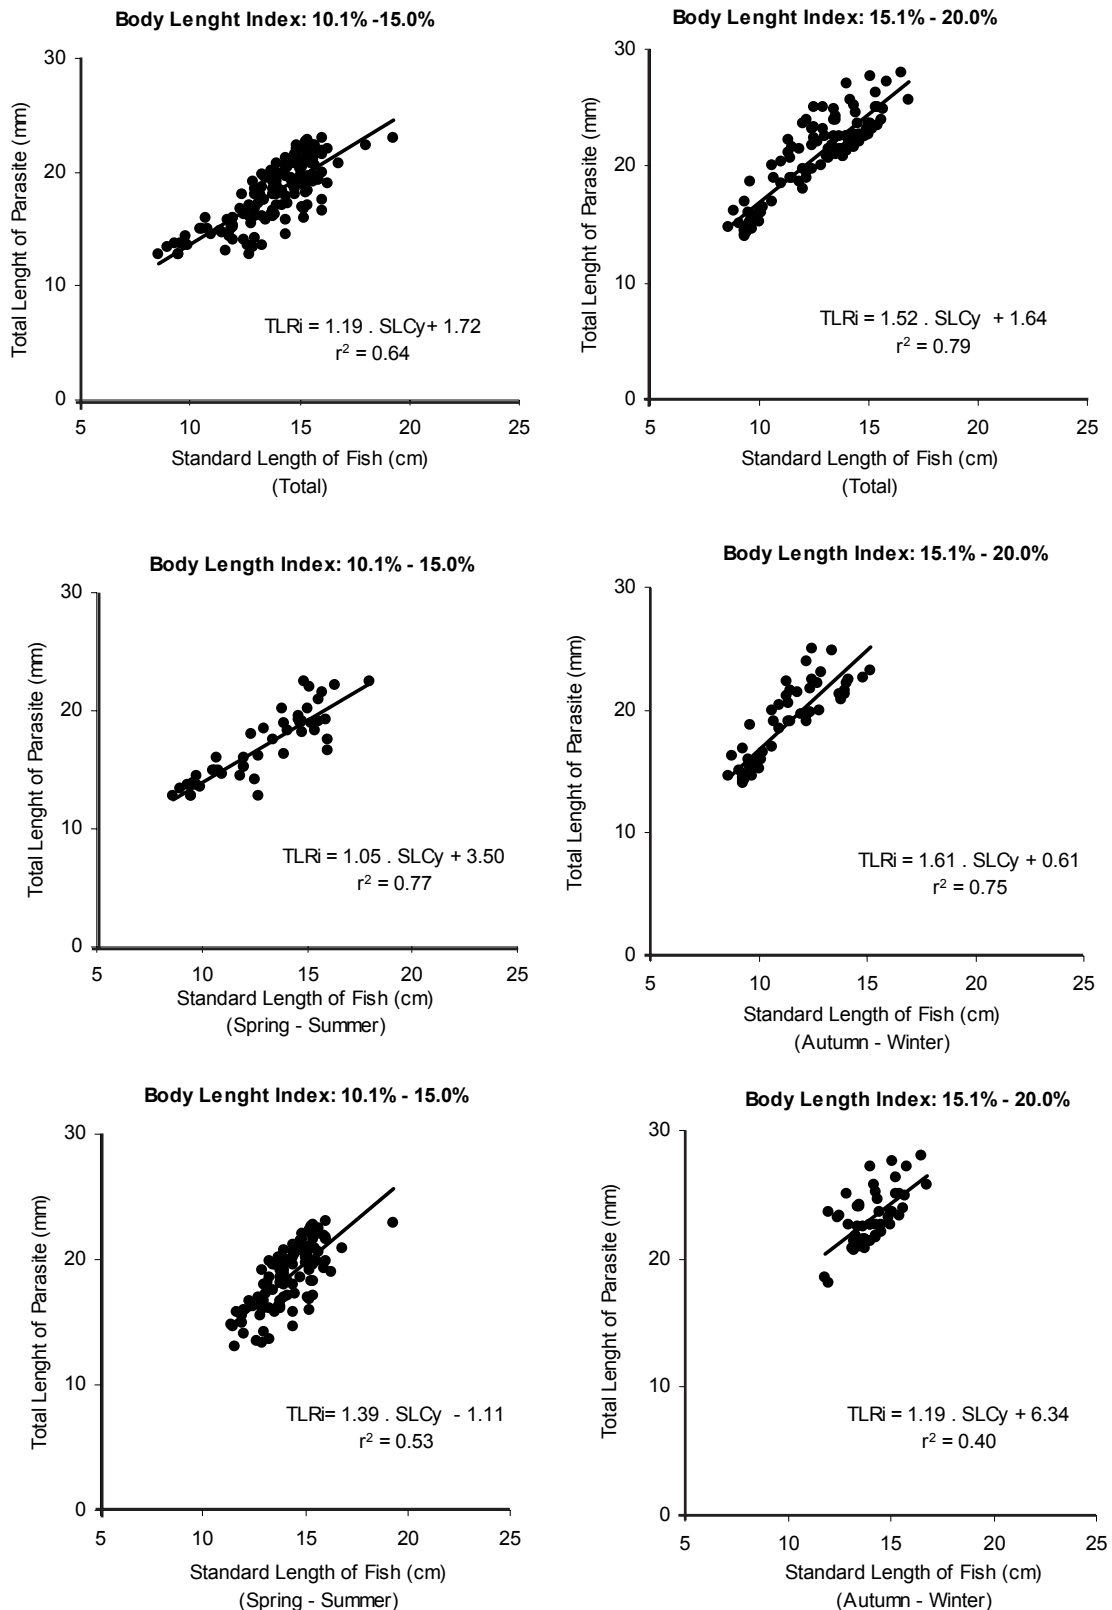 Body Lenght Index: 10.1% -15.0%
30
20
10
0
5
10
15
20
25
Total Lenght of Parasite (mm)
TLRi = 1.19 . SLCy+ 1.72
r² = 0.64
Standard Length of Fish (cm)
(Total)
Body Length Index: 15.1% - 20.0%
30
20
10
0
5
10
15
20
25
Total Lenght of Parasite (mm)
TLRi = 1.52 . SLCy + 1.64
r² = 0.79
Standard Length of Fish (cm)
(Total)
Body Length Index: 10.1% - 15.0%
30
20
10
0
5
10
15
20
25
Total Lenght of Parasite (mm)
TLRi = 1.05 . SLCy + 3.50
r² = 0.77
Standard Length of Fish (cm)
(Spring - Summer)
Body Length Index: 15.1% - 20.0%
30
20
10
0
5
10
15
20
25
Total Lenght of Parasite (mm)
TLRi = 1.61 . SLCy + 0.61
r² = 0.75
Standard Length of Fish (cm)
(Autumn - Winter)
Body Lenght Index: 10.1% - 15.0%
30
20
10
0
5
10
15
20
25
Total Lenght of Parasite (mm)
TLRi= 1.39 . SLCy - 1.11
r² = 0.53
Standard Length of Fish (cm)
(Spring - Summer)
Body Length Index: 15.1% - 20.0%
30
20
10
0
5
10
15
20
25
Total Lenght of Parasite (mm)
TLRi = 1.19 . SLCy + 6.34
r² = 0.40
Standard Length of Fish (cm)
(Autumn - Winter)